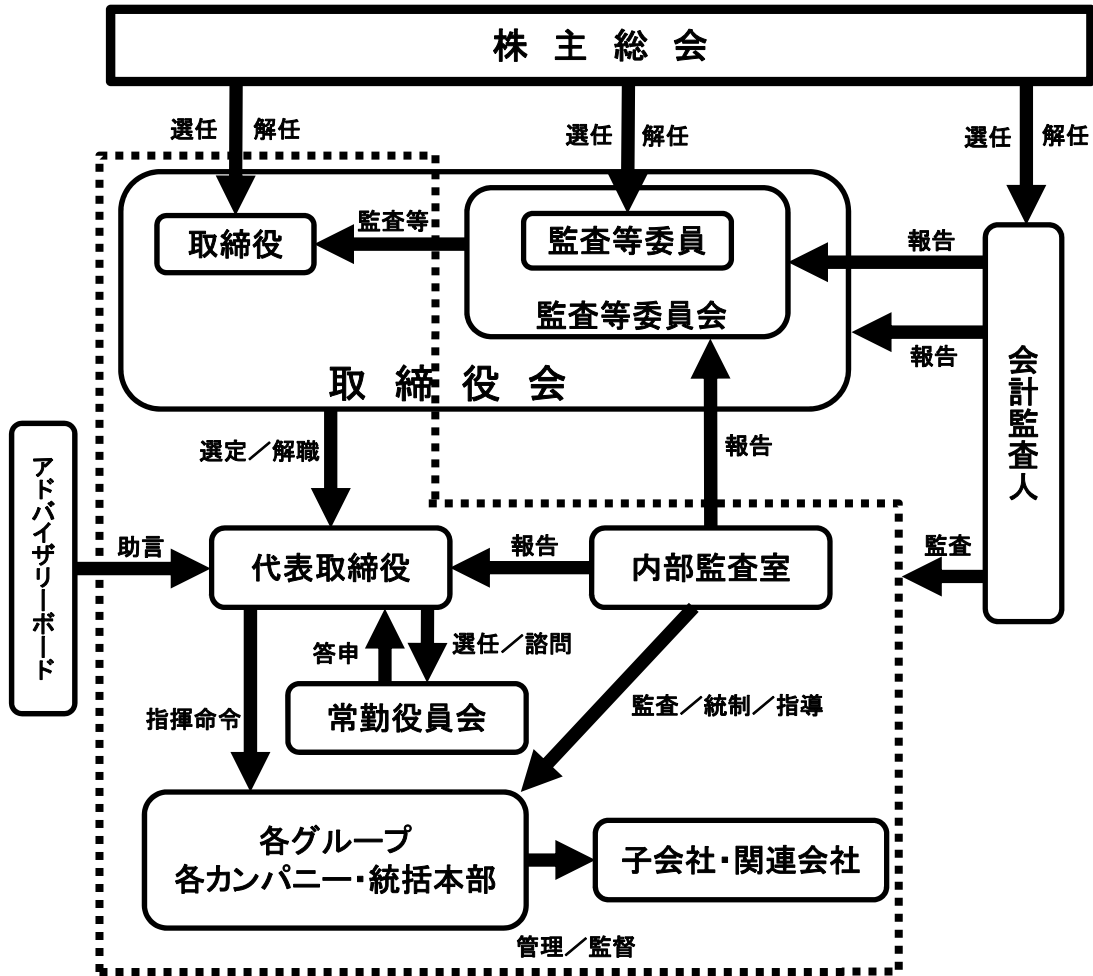 株主総会
選任 解任
選任 解任
選任 解任
取締役
監査等
監査等委員
監査等委員会
取締役会
報告
報告
会計監査人
選定／解職
報告
アドバイザリーボード
助言
代表取締役
報告
内部監査室
監査
答申
選任／諮問
常勤役員会
指揮命令
監査／統制／指導
各グループ
各カンパニー・統括本部
子会社・関連会社
管理／監督